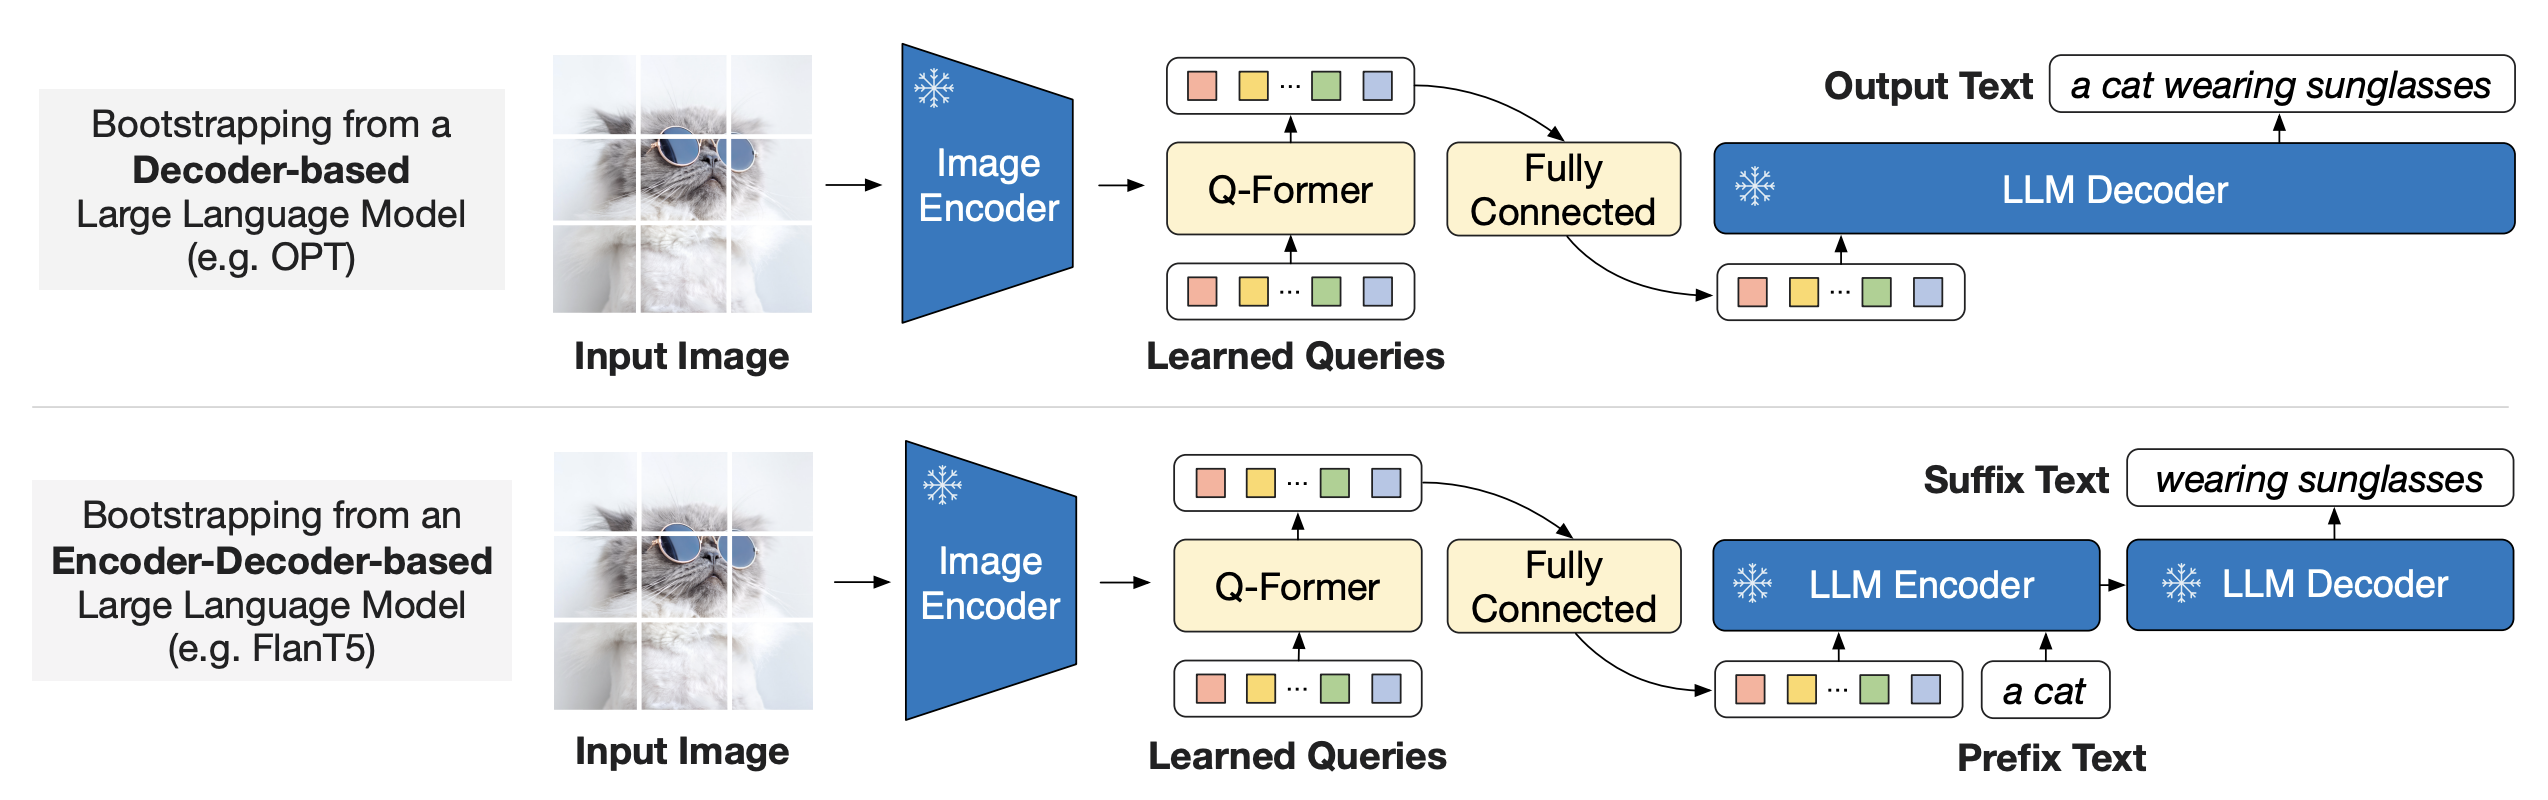 Bootstrapping from a
Decoder-based
Large Language Model
(e.g. OPT)
Input Image
Image
Encoder
...
Q-Former
...
Learned Queries
Fully
Connected
Output Text
a cat wearing sunglasses
LLM Decoder
...
Bootstrapping from an
Encoder-Decoder-based
Large Language Model
(e.g. FlanT5)
Input Image
Image
Encoder
...
Q-Former
...
Learned Queries
Fully
Connected
Suffix Text
wearing sunglasses
LLM Encoder
LLM Decoder
...
a cat
Prefix Text